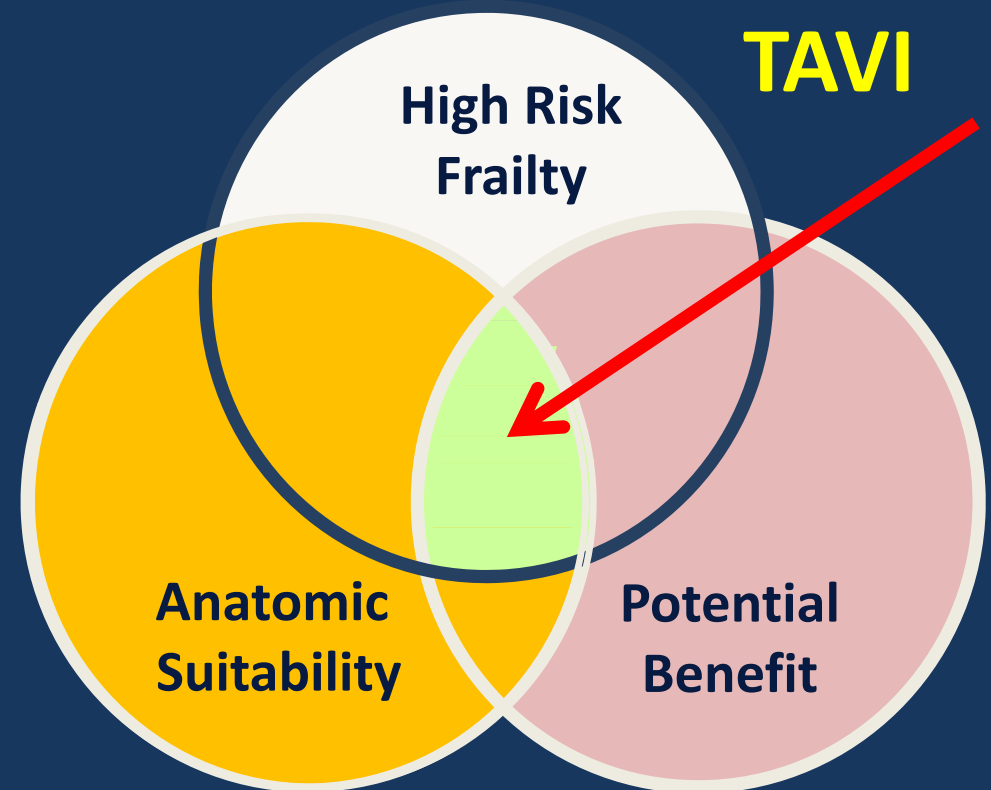 TAVI
High Risk
Frailty
Anatomic
Suitability
Potential
Benefit